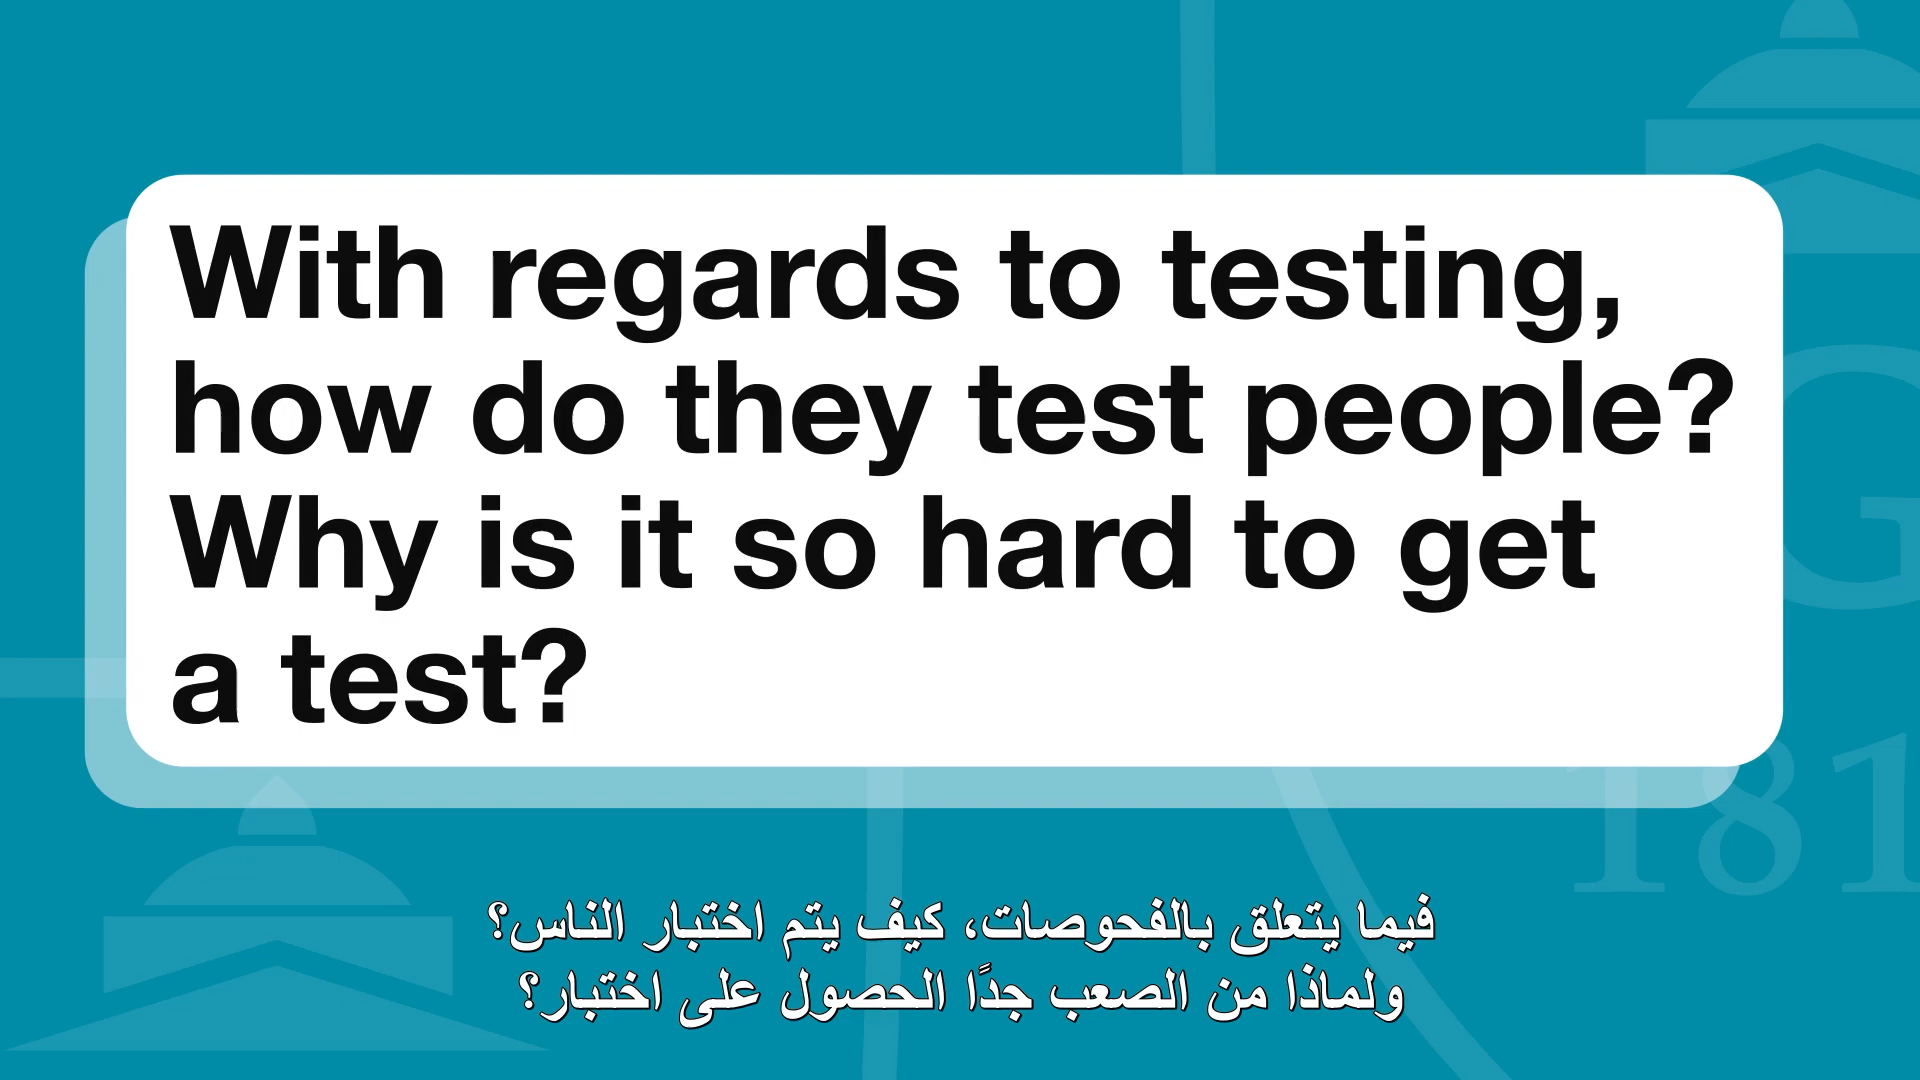 With regards to testing,
how do they test people?
Why is it so hard to get
a test?
G
181
فيما يتعلق بالفحوصات، كيف يتم اختبار الناس؟
ولماذا من الصعب جدًا الحصول على اختبار؟